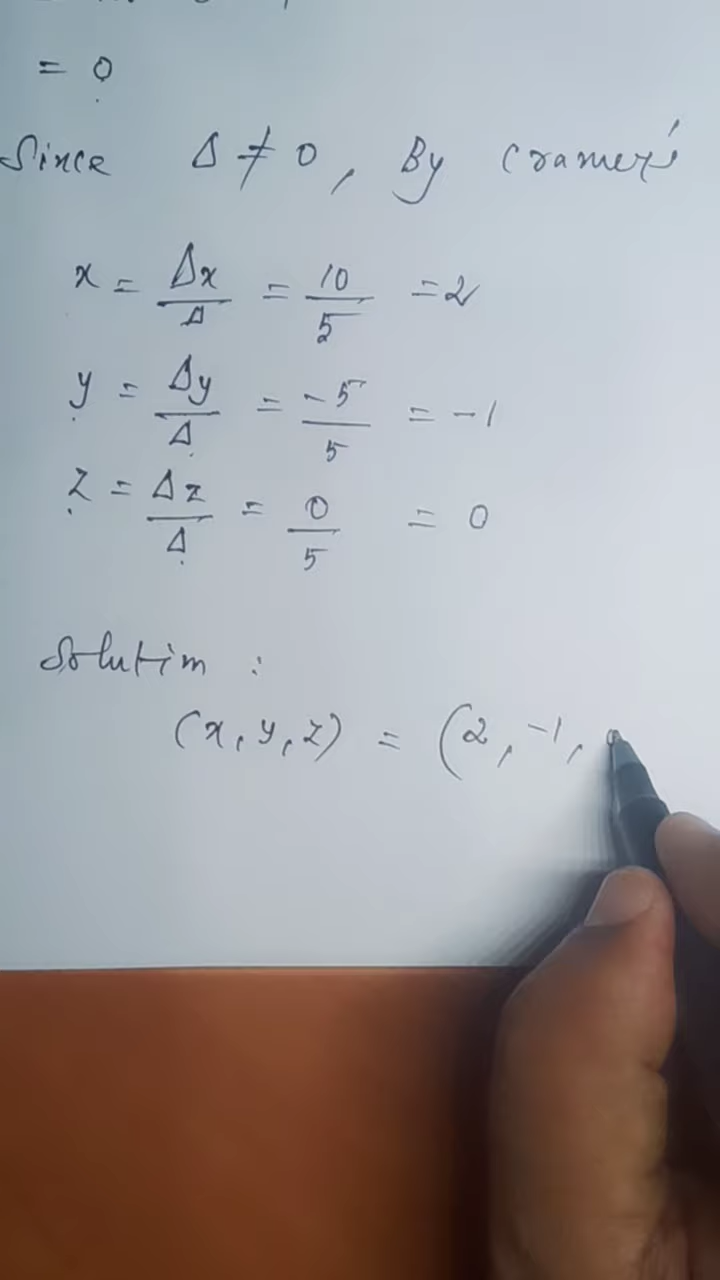 = 0
Since Δ ≠ 0, By Cramer's
x = Δx/Δ = 10/5 = 2
y = Δy/Δ = -5/5 = -1
z = Δz/Δ = 0/5 = 0
Solution :
(x, y, z) = (2, -1, 0